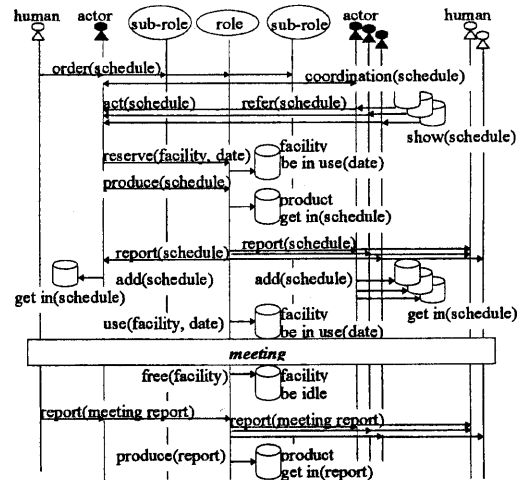 human actor sub-role role sub-role actor human
order(schedule)
coordination(schedule)
act(schedule) refer(schedule)
show(schedule)
facility
reserve(facility, date) be in use(date)
produce(schedule)
product
get in(schedule)
report(schedule) report(schedule)
add(schedule) add(schedule)
get in(schedule) get in(schedule)
facility
use(facility, date) be in use(date)
meeting
free(facility) facility
be idle
report(meeting report) report(meeting report)
produce(report) product
get in(report)